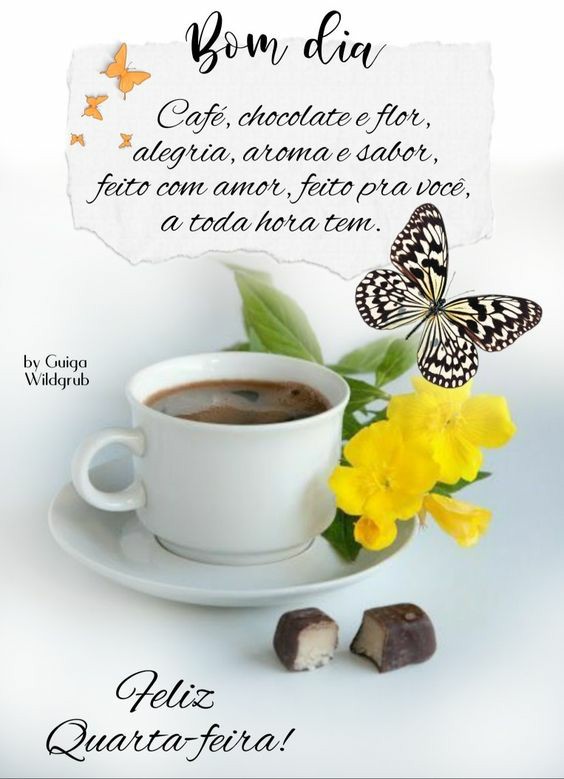 Bom dia
Café, chocolate e flor,
alegria, aroma e sabor,
feito com amor, feito pra você,
a toda hora tem.
by Guiga
Wildgrub
Feliz
Quarta-feira!